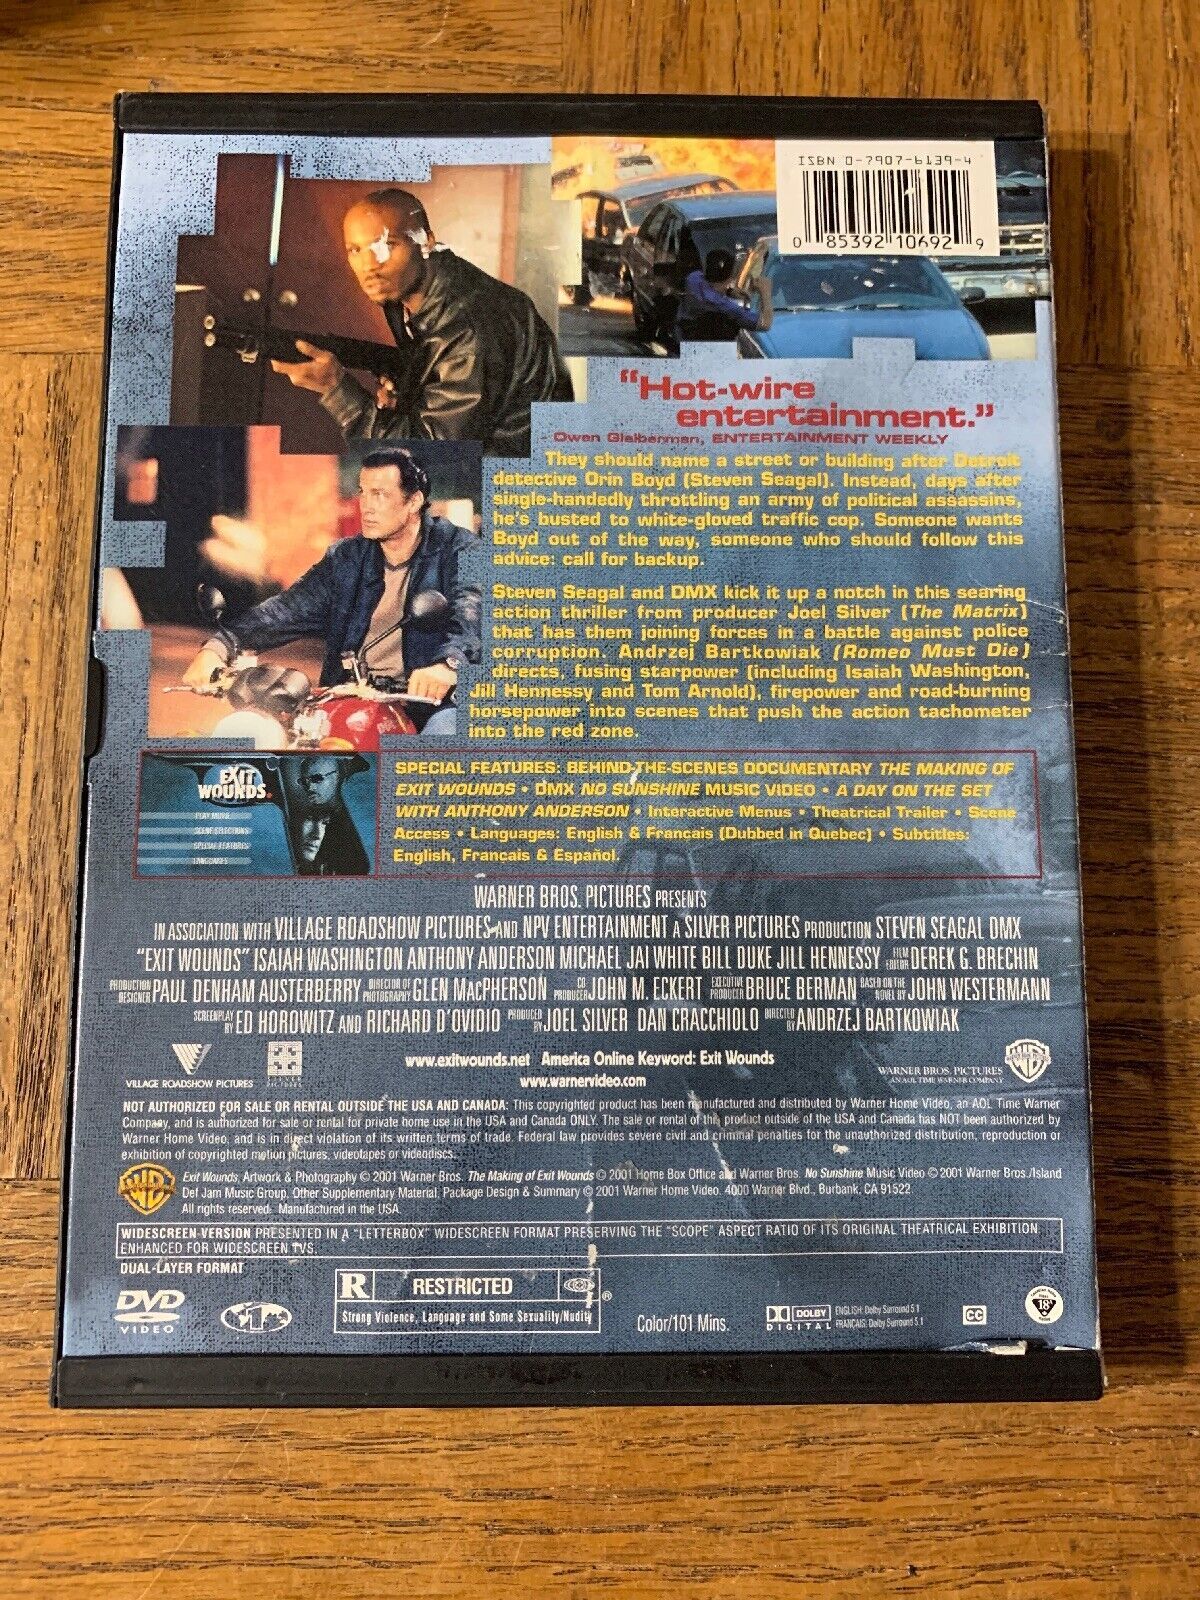 ISBN 0-7907-6139-4
0 85392 10692 9
"Hot-wire
entertainment."
- Owen Gleiberman, ENTERTAINMENT WEEKLY
They should name a street or building after Detroit
detective Orin Boyd (Steven Seagal). Instead, days after
single-handedly throttling an army of political assassins,
he's busted to white-gloved traffic cop. Someone wants
Boyd out of the way, someone who should follow this
advice: call for backup.
Steven Seagal and DMX kick it up a notch in this searing
action thriller from producer Joel Silver (The Matrix)
that has them joining forces in a battle against police
corruption. Andrzej Bartkowiak (Romeo Must Die)
directs, fusing starpower (including Isaiah Washington,
Jill Hennessy and Tom Arnold), firepower and road-burning
horsepower into scenes that push the action tachometer
into the red zone.
EXIT
WOUNDS.
PLAY MOVIE
SCENE SELECTIONS
SPECIAL FEATURES
LANGUAGES
SPECIAL FEATURES: BEHIND-THE-SCENES DOCUMENTARY THE MAKING OF
EXIT WOUNDS • DMX NO SUNSHINE MUSIC VIDEO • A DAY ON THE SET
WITH ANTHONY ANDERSON • Interactive Menus • Theatrical Trailer • Scene
Access • Languages: English & Francais (Dubbed in Quebec) • Subtitles:
English, Français & Español.
WARNER BROS. PICTURES PRESENTS
IN ASSOCIATION WITH VILLAGE ROADSHOW PICTURES AND NPV ENTERTAINMENT A SILVER PICTURES PRODUCTION STEVEN SEAGAL DMX
"EXIT WOUNDS" ISAIAH WASHINGTON ANTHONY ANDERSON MICHAEL JAI WHITE BILL DUKE JILL HENNESSY FILM EDITOR DEREK G. BRECHIN
PRODUCTION DESIGNER PAUL DENHAM AUSTERBERRY DIRECTOR OF PHOTOGRAPHY GLEN MacPHERSON CO PRODUCER JOHN M. ECKERT EXECUTIVE PRODUCER BRUCE BERMAN BASED ON THE NOVEL BY JOHN WESTERMANN
SCREENPLAY BY ED HOROWITZ AND RICHARD D'OVIDIO PRODUCED BY JOEL SILVER DAN CRACCHIOLO DIRECTED BY ANDRZEJ BARTKOWIAK
VILLAGE ROADSHOW PICTURES
SILVER PICTURES
www.exitwounds.net America Online Keyword: Exit Wounds
www.warnervideo.com
WARNER BROS. PICTURES
AN AOL TIME WARNER COMPANY
WB
NOT AUTHORIZED FOR SALE OR RENTAL OUTSIDE THE USA AND CANADA: This copyrighted product has been manufactured and distributed by Warner Home Video, an AOL Time Warner
Company, and is authorized for sale or rental for private home use in the USA and Canada ONLY. The sale or rental of this product outside of the USA and Canada has NOT been authorized by
Warner Home Video, and is in direct violation of its written terms of trade. Federal law provides severe civil and criminal penalties for the unauthorized distribution, reproduction or
exhibition of copyrighted motion pictures, videotapes or videodiscs.
WB
Exit Wounds, Artwork & Photography © 2001 Warner Bros. The Making of Exit Wounds © 2001 Home Box Office and Warner Bros. No Sunshine Music Video © 2001 Warner Bros./Island
Def Jam Music Group. Other Supplementary Material, Package Design & Summary © 2001 Warner Home Video. 4000 Warner Blvd., Burbank, CA 91522.
All rights reserved. Manufactured in the USA.
WIDESCREEN-VERSION PRESENTED IN A "LETTERBOX" WIDESCREEN FORMAT PRESERVING THE "SCOPE" ASPECT RATIO OF ITS ORIGINAL THEATRICAL EXHIBITION.
ENHANCED FOR WIDESCREEN TVS.
DUAL-LAYER FORMAT
DVD
VIDEO
R RESTRICTED ®
Strong Violence, Language and Some Sexuality/Nudity
Color/101 Mins.
DOLBY
DIGITAL
ENGLISH: Dolby Surround 5.1
FRANCAIS: Dolby Surround 5.1
CC
18A